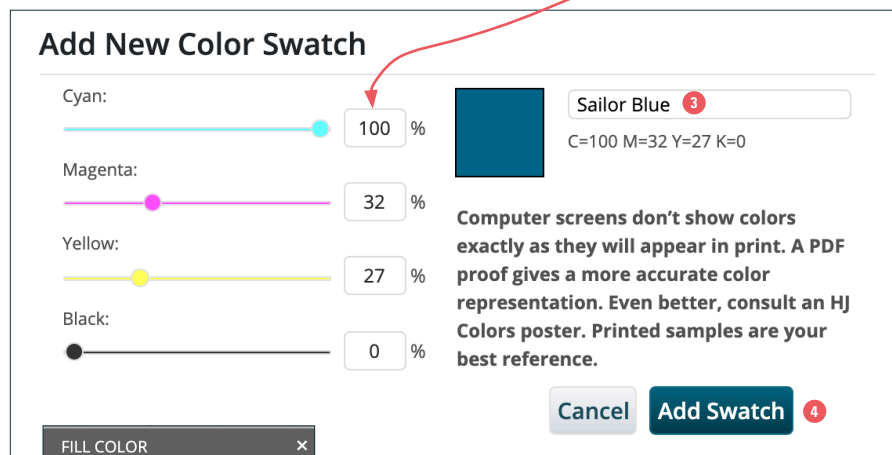 Add New Color Swatch
Cyan:
100 %
Magenta:
32 %
Yellow:
27 %
Black:
0 %
Sailor Blue 3
C=100 M=32 Y=27 K=0
Computer screens don’t show colors
exactly as they will appear in print. A PDF
proof gives a more accurate color
representation. Even better, consult an HJ
Colors poster. Printed samples are your
best reference.
Cancel Add Swatch 4
FILL COLOR ×